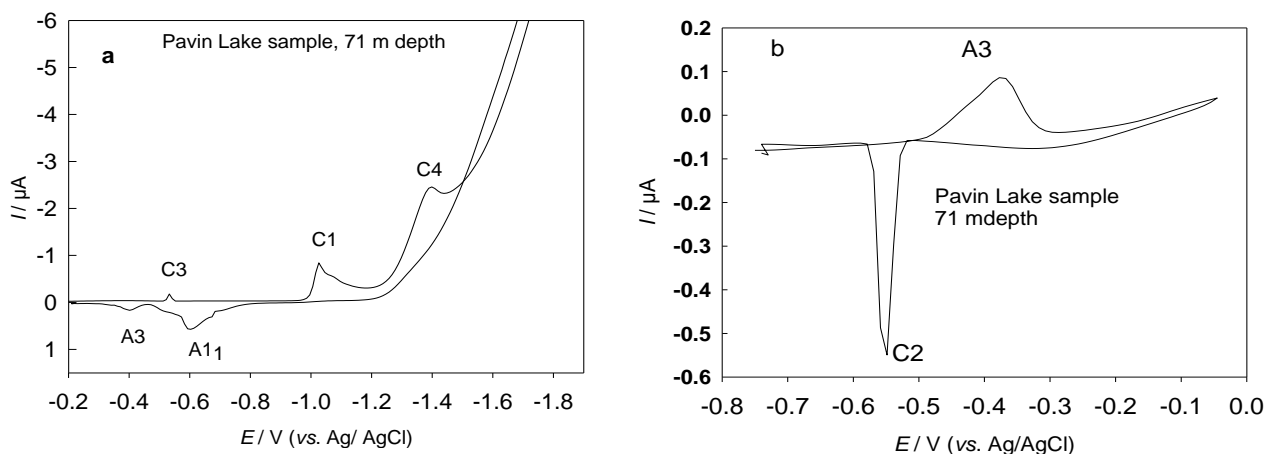 a
Pavin Lake sample, 71 m depth
-6
-5
-4
-3
-2
-1
0
1
I / µA
C4
C1
C3
A3
A1₁
-0.2 -0.4 -0.6 -0.8 -1.0 -1.2 -1.4 -1.6 -1.8
E / V (vs. Ag/ AgCl)
b
A3
0.2
0.1
0.0
-0.1
-0.2
-0.3
-0.4
-0.5
-0.6
I / µA
Pavin Lake sample
71 mdepth
C2
-0.8 -0.7 -0.6 -0.5 -0.4 -0.3 -0.2 -0.1 0.0
E / V (vs. Ag/AgCl)